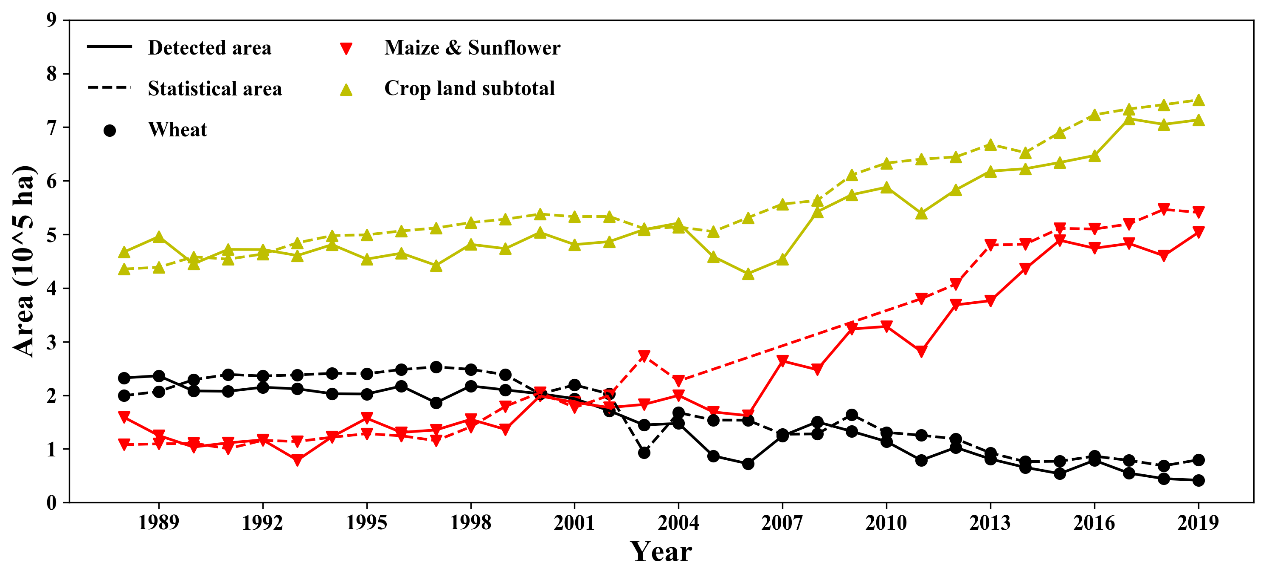 9
8
7
6
5
4
3
2
1
0
Area (10^5 ha)
Detected area
Statistical area
Wheat
Maize & Sunflower
Crop land subtotal
1989 1992 1995 1998 2001 2004 2007 2010 2013 2016 2019
Year